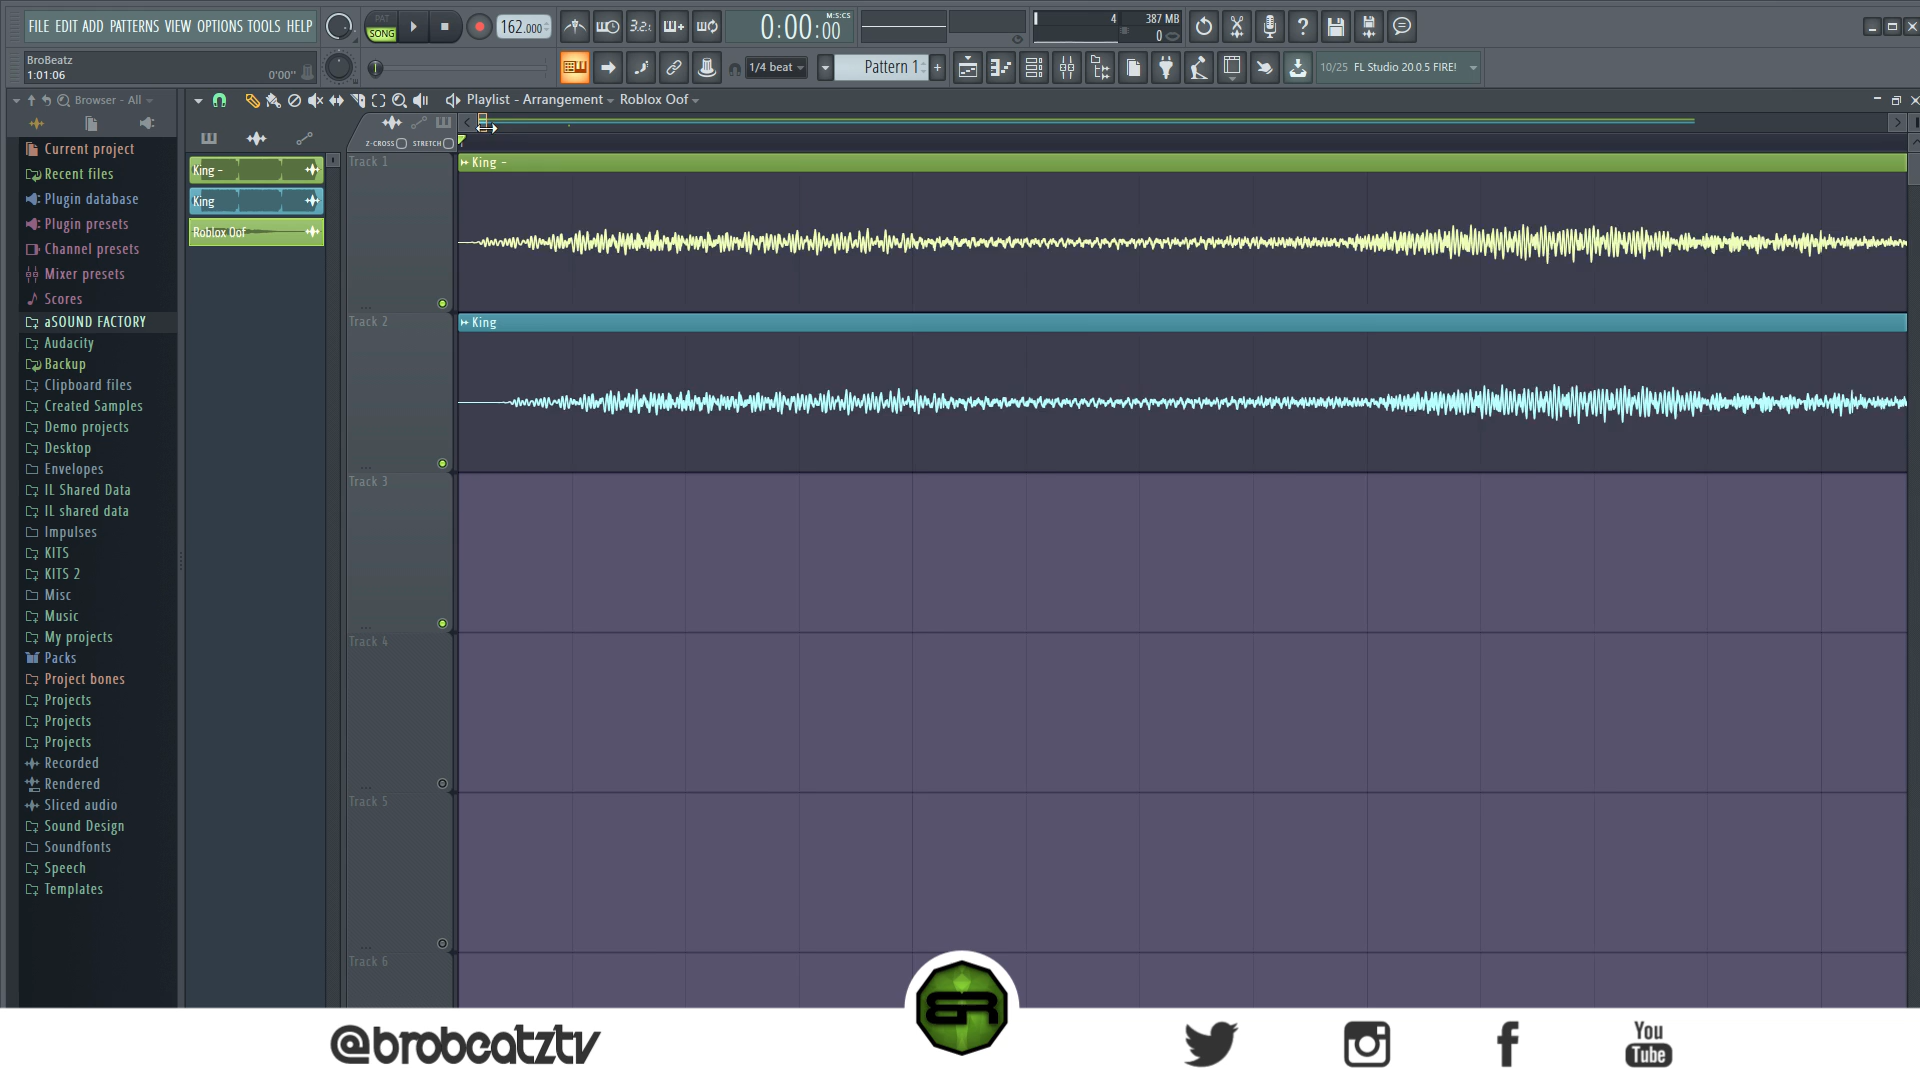 FILE EDIT ADD PATTERNS VIEW OPTIONS TOOLS HELP
PAT
SONG
162.000
0:00:00
M:S:CS
4
387 MB
0
BroBeatz
1:01:06
0'00"
1/4 beat
Pattern 1
10/25 FL Studio 20.0.5 FIRE!
Browser - All
Playlist - Arrangement
Roblox Oof
Z-CROSS
STRETCH
Current project
Recent files
Plugin database
Plugin presets
Channel presets
Mixer presets
Scores
aSOUND FACTORY
Audacity
Backup
Clipboard files
Created Samples
Demo projects
Desktop
Envelopes
IL Shared Data
IL shared data
Impulses
KITS
KITS 2
Misc
Music
My projects
Packs
Project bones
Projects
Projects
Projects
Recorded
Rendered
Sliced audio
Sound Design
Soundfonts
Speech
Templates
King -
King
Roblox Oof
Track 1
King -
Track 2
King
Track 3
Track 4
Track 5
Track 6
@brobeatztv
BR
You
Tube